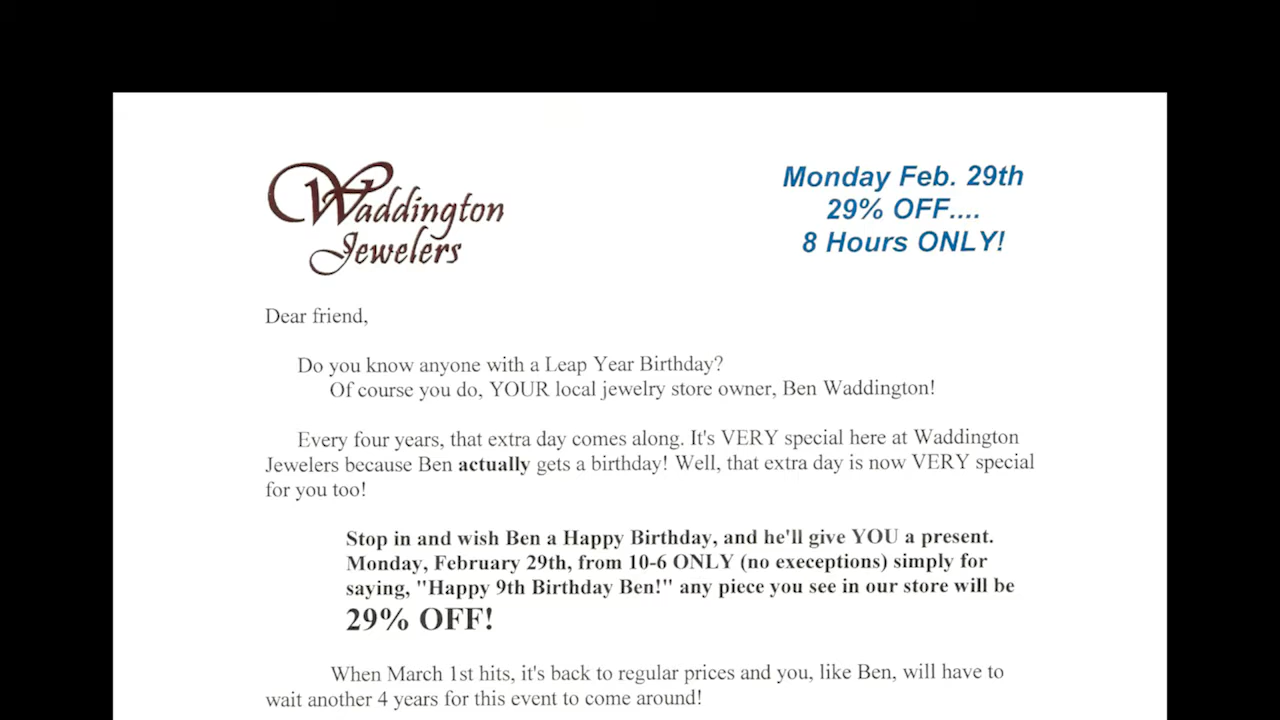 Waddington
Jewelers
Monday Feb. 29th
29% OFF....
8 Hours ONLY!
Dear friend,
Do you know anyone with a Leap Year Birthday?
Of course you do, YOUR local jewelry store owner, Ben Waddington!
Every four years, that extra day comes along. It's VERY special here at Waddington
Jewelers because Ben actually gets a birthday! Well, that extra day is now VERY special
for you too!
Stop in and wish Ben a Happy Birthday, and he'll give YOU a present.
Monday, February 29th, from 10-6 ONLY (no execeptions) simply for
saying, "Happy 9th Birthday Ben!" any piece you see in our store will be
29% OFF!
When March 1st hits, it's back to regular prices and you, like Ben, will have to
wait another 4 years for this event to come around!